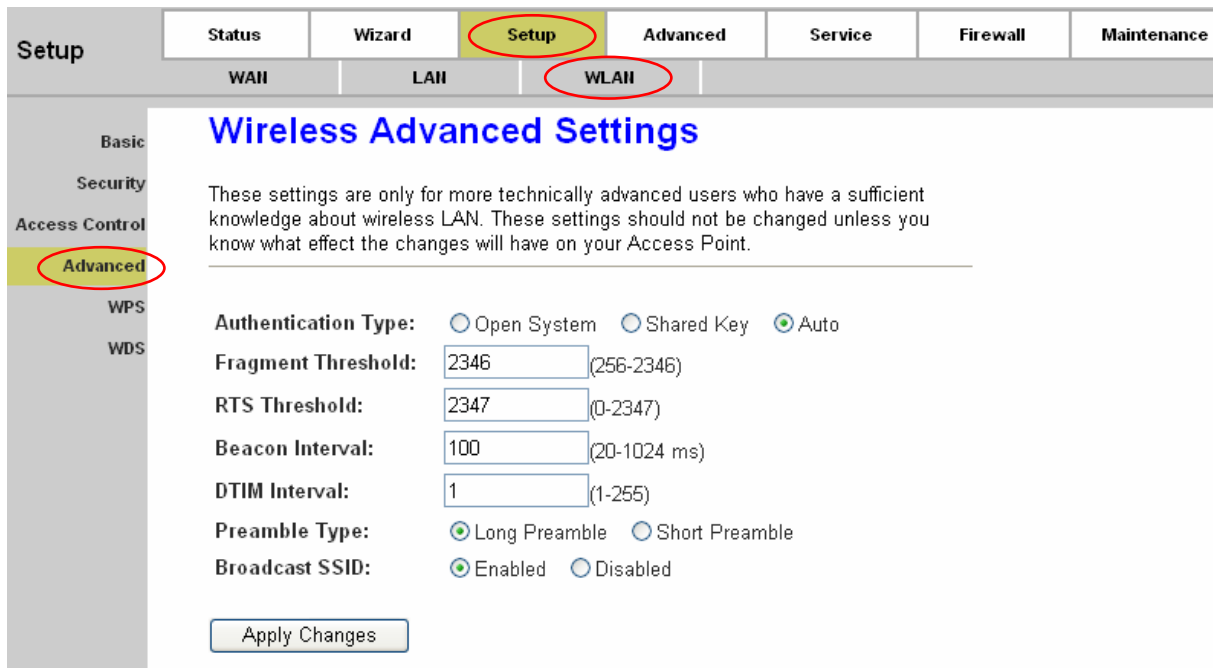 Setup
Status Wizard Setup Advanced Service Firewall Maintenance
WAN LAN WLAN
Basic
Security
Access Control
Advanced
WPS
WDS
Wireless Advanced Settings
These settings are only for more technically advanced users who have a sufficient
knowledge about wireless LAN. These settings should not be changed unless you
know what effect the changes will have on your Access Point.
Authentication Type: Open System Shared Key Auto
Fragment Threshold: 2346 (256-2346)
RTS Threshold: 2347 (0-2347)
Beacon Interval: 100 (20-1024 ms)
DTIM Interval: 1 (1-255)
Preamble Type: Long Preamble Short Preamble
Broadcast SSID: Enabled Disabled
Apply Changes